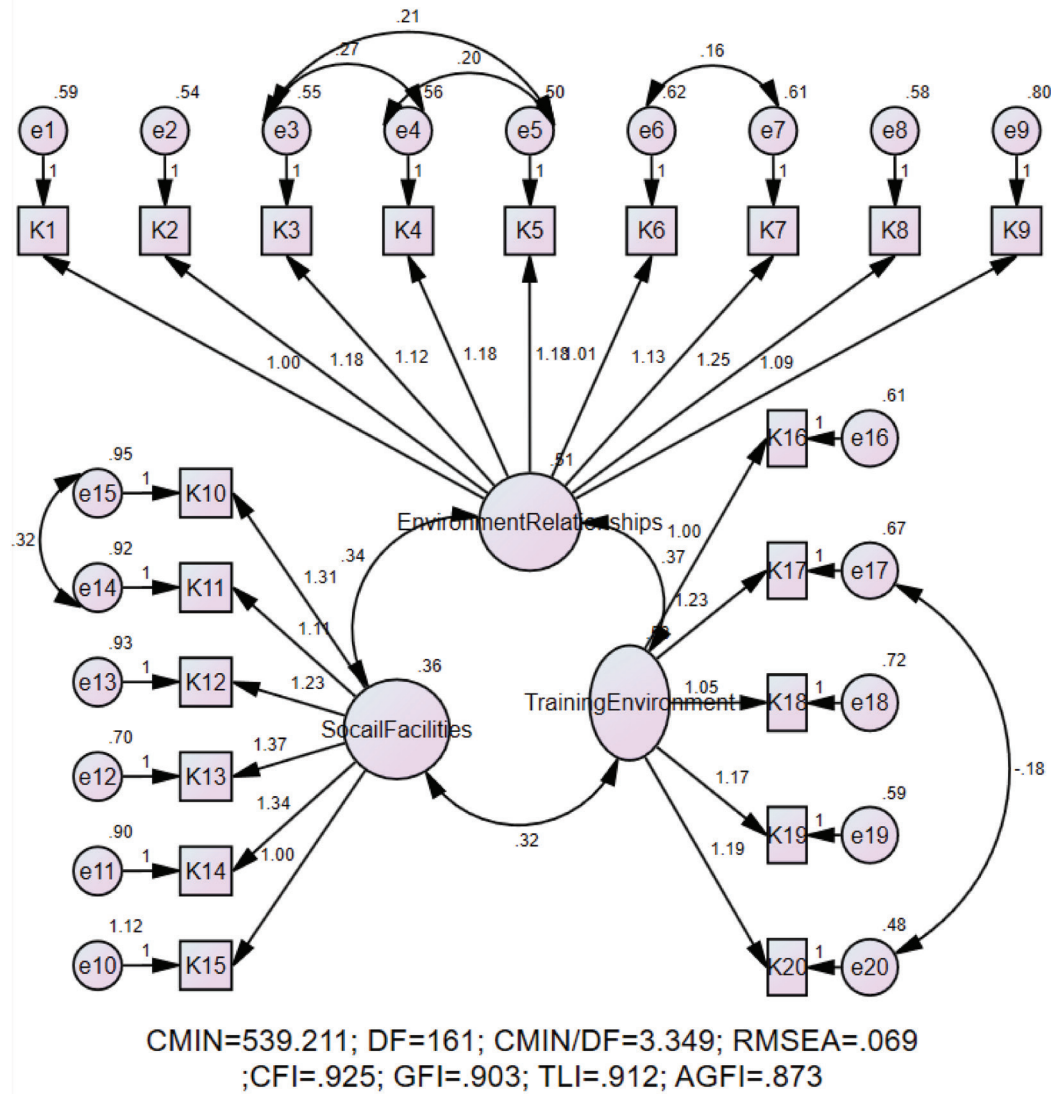 .21
.27
.20
.16
.59 .54 .55 .56 .50 .62 .61 .58 .80
e1 e2 e3 e4 e5 e6 e7 e8 e9
1 1 1 1 1 1 1 1 1
K1 K2 K3 K4 K5 K6 K7 K8 K9
1.00 1.18 1.12 1.18 1.18 1.01 1.13 1.25 1.09
.51
EnvironmentRelationships
.34
.37
.95
e15 1 K10
.32
1.31
.92
e14 1 K11
1.11
.93
e13 1 K12
1.23
.70
e12 1 K13
1.37
.90
e11 1 K14
1.34
1.12
e10 1 K15
1.00
.36
SocailFacilities
.32
TrainingEnvironment
.61
K16 1 e16
1.00
.67
K17 1 e17
1.23
.72
K18 1 e18
1.05
.59
K19 1 e19
1.17
.48
K20 1 e20
1.19
-.18
CMIN=539.211; DF=161; CMIN/DF=3.349; RMSEA=.069
;CFI=.925; GFI=.903; TLI=.912; AGFI=.873